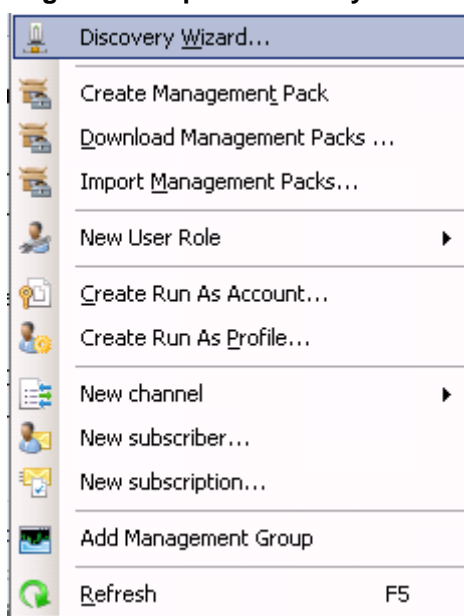 Discovery Wizard...
Create Management Pack
Download Management Packs ...
Import Management Packs...
New User Role
Create Run As Account...
Create Run As Profile...
New channel
New subscriber...
New subscription...
Add Management Group
Refresh F5